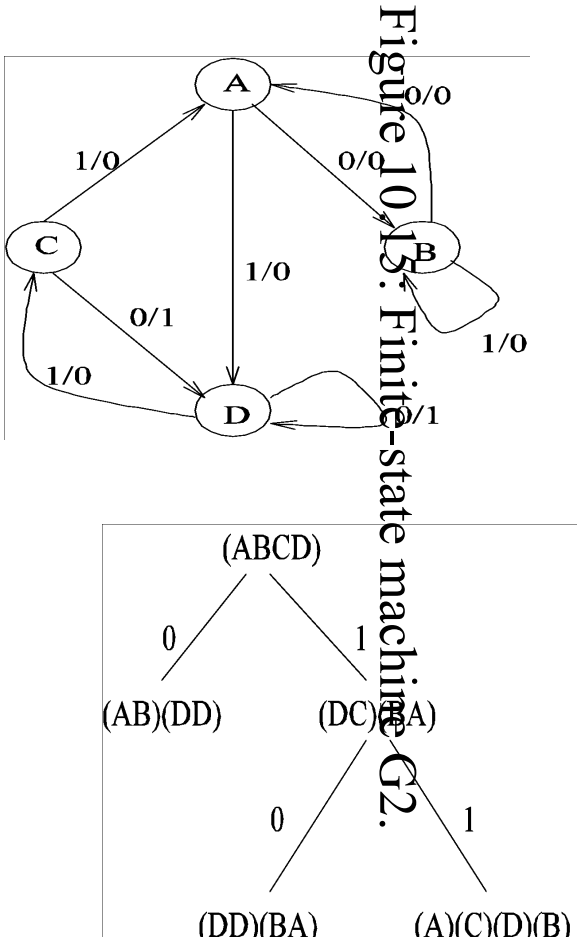 Figure 10.15: Finite-state machine G2.
A
0/0
1/0
0/0
C
B
1/0
0/1
1/0
1/0
D
0/1
(ABCD)
0
1
(AB)(DD)
(DC)(BA)
0
1
(DD)(BA)
(A)(C)(D)(B)